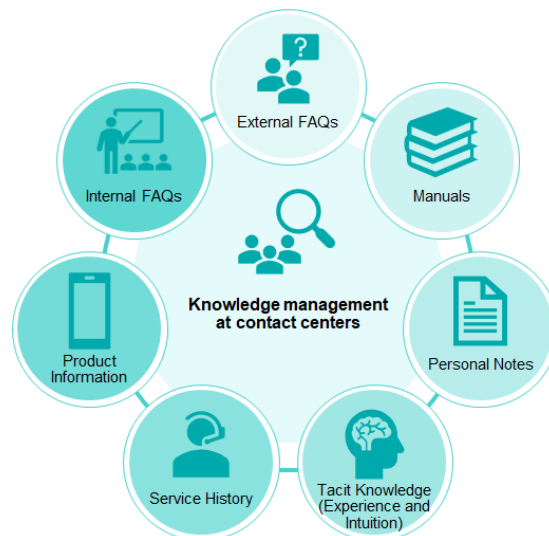 ?
External FAQs
Internal FAQs
Manuals
Knowledge management
at contact centers
Product
Information
Personal Notes
Service History
Tacit Knowledge
(Experience and
Intuition)